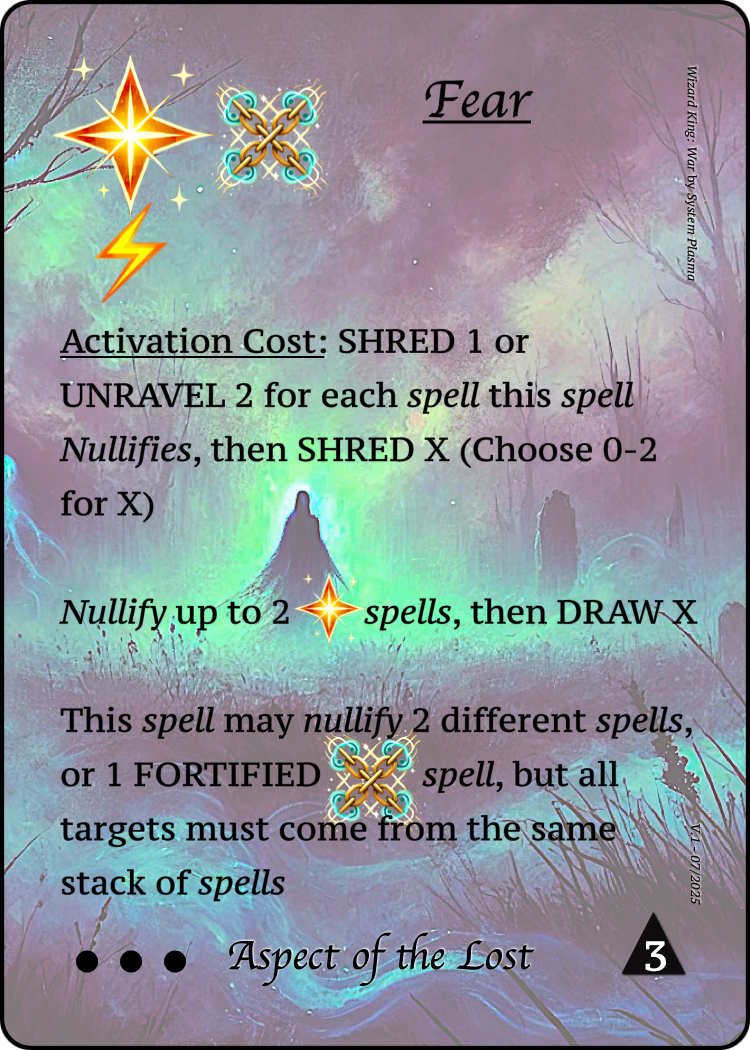 Fear
Wizard King: War by System Plasma
Activation Cost: SHRED 1 or
UNRAVEL 2 for each spell this spell
Nullifies, then SHRED X (Choose 0-2
for X)
Nullify up to 2 spells, then DRAW X
This spell may nullify 2 different spells,
or 1 FORTIFIED spell, but all
targets must come from the same
stack of spells
V.1 - 07/2025
Aspect of the Lost
3